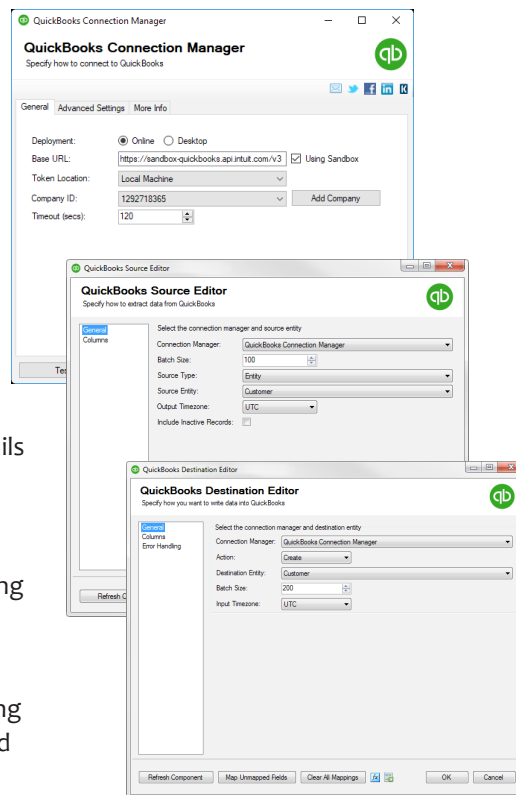 QuickBooks Connection Manager
QuickBooks Connection Manager
Specify how to connect to QuickBooks
qb
General Advanced Settings More Info
Deployment: Online Desktop
Base URL: https://sandbox-quickbooks.api.intuit.com/v3 Using Sandbox
Token Location: Local Machine
Company ID: 1292718365 Add Company
Timeout (secs): 120
QuickBooks Source Editor
QuickBooks Source Editor
Specify how to extract data from QuickBooks
qb
General
Columns
Select the connection manager and source entity
Connection Manager: QuickBooks Connection Manager
Batch Size: 100
Source Type: Entity
Source Entity: Customer
Output Timezone: UTC
Include Inactive Records:
ils
ng
ng
d
QuickBooks Destination Editor
QuickBooks Destination Editor
Specify how you want to write data into QuickBooks
qb
General
Columns
Error Handling
Select the connection manager and destination entity
Connection Manager: QuickBooks Connection Manager
Action: Create
Destination Entity: Customer
Batch Size: 200
Input Timezone: UTC
Refresh Component Map Unmapped Fields Clear All Mappings fx OK Cancel